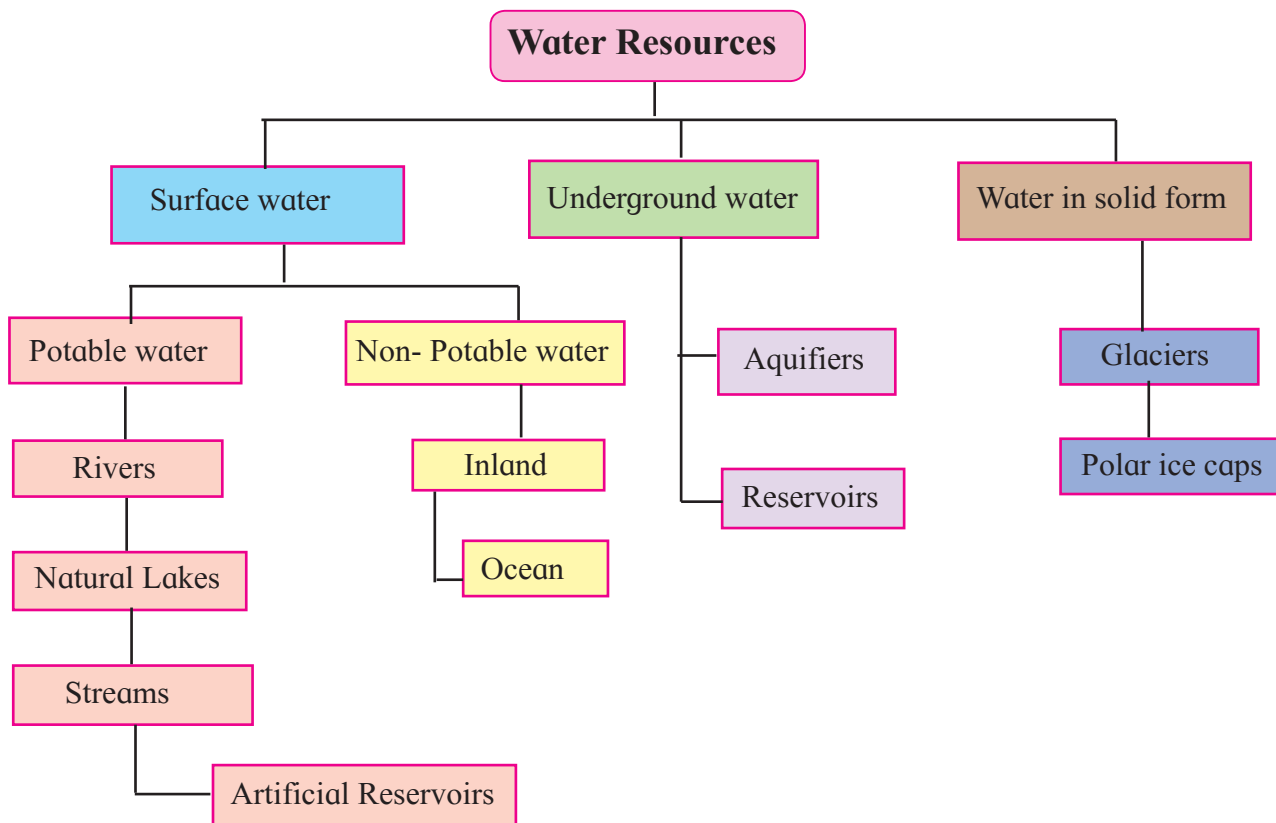 Water Resources
Surface water
Underground water
Water in solid form
Potable water
Non- Potable water
Aquifiers
Glaciers
Rivers
Inland
Reservoirs
Polar ice caps
Natural Lakes
Ocean
Streams
Artificial Reservoirs